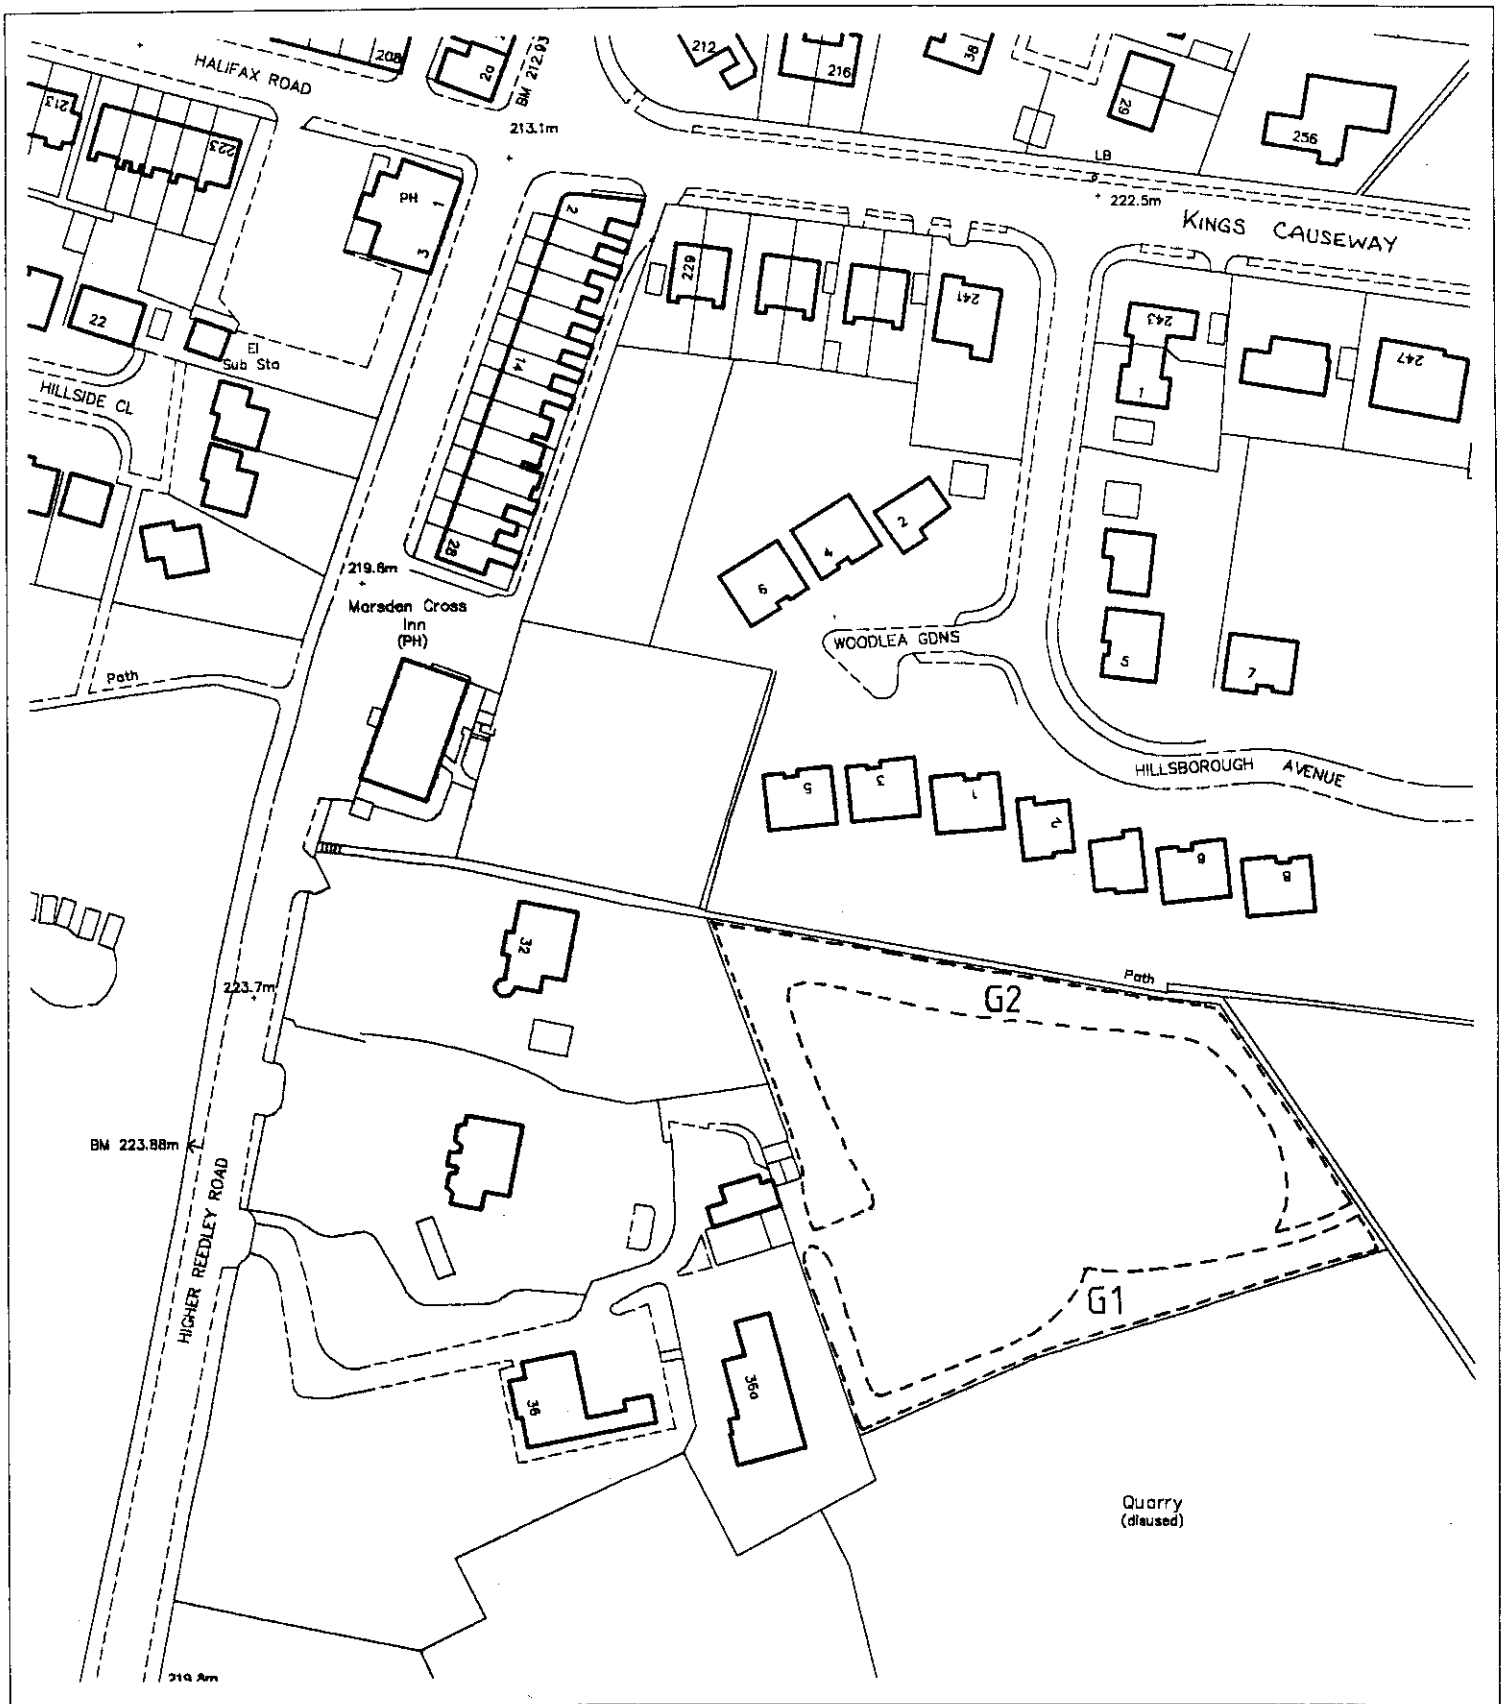 HALIFAX ROAD
208
2a
BM 212.93
212
216
38
29
256
213
223
213.1m
LB
222.5m
KINGS CAUSEWAY
PH
1
3
2
229
241
243
1
247
22
El
Sub Sta
14
HILLSIDE CL
28
219.8m
Marsden Cross
Inn
(PH)
2
4
6
WOODLEA GDNS
5
7
Path
HILLSBOROUGH AVENUE
5
3
1
2
6
8
32
223.7m
Path
G2
BM 223.88m
HIGHER REEDLEY ROAD
G1
36
36a
Quarry
(disused)
219.8m